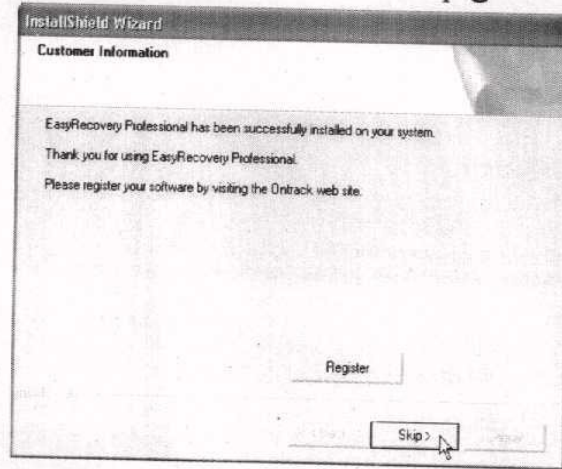 InstallShield Wizard
Customer Information
EasyRecovery Professional has been successfully installed on your system.
Thank you for using EasyRecovery Professional.
Please register your software by visiting the Ontrack web site.
Register
Skip >